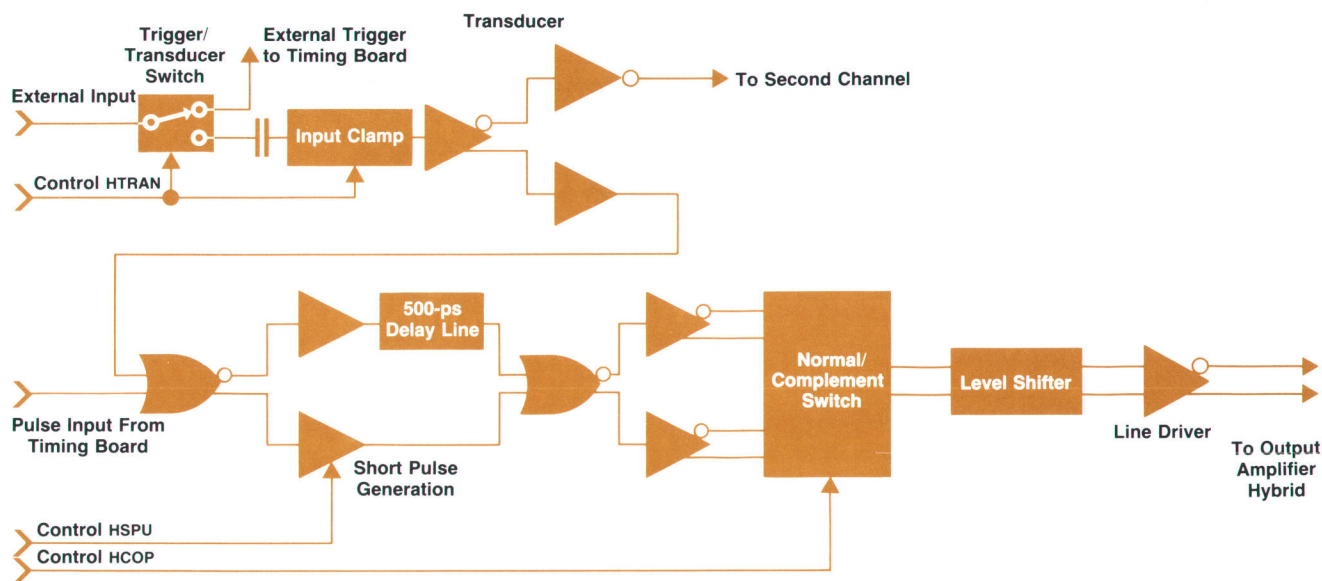 Trigger/
Transducer
Switch
External Trigger
to Timing Board
Transducer
To Second Channel
External Input
Input Clamp
Control HTRAN
500-ps
Delay Line
Normal/
Complement
Switch
Level Shifter
Pulse Input From
Timing Board
Short Pulse
Generation
Line Driver
To Output
Amplifier
Hybrid
Control HSPU
Control HCOP